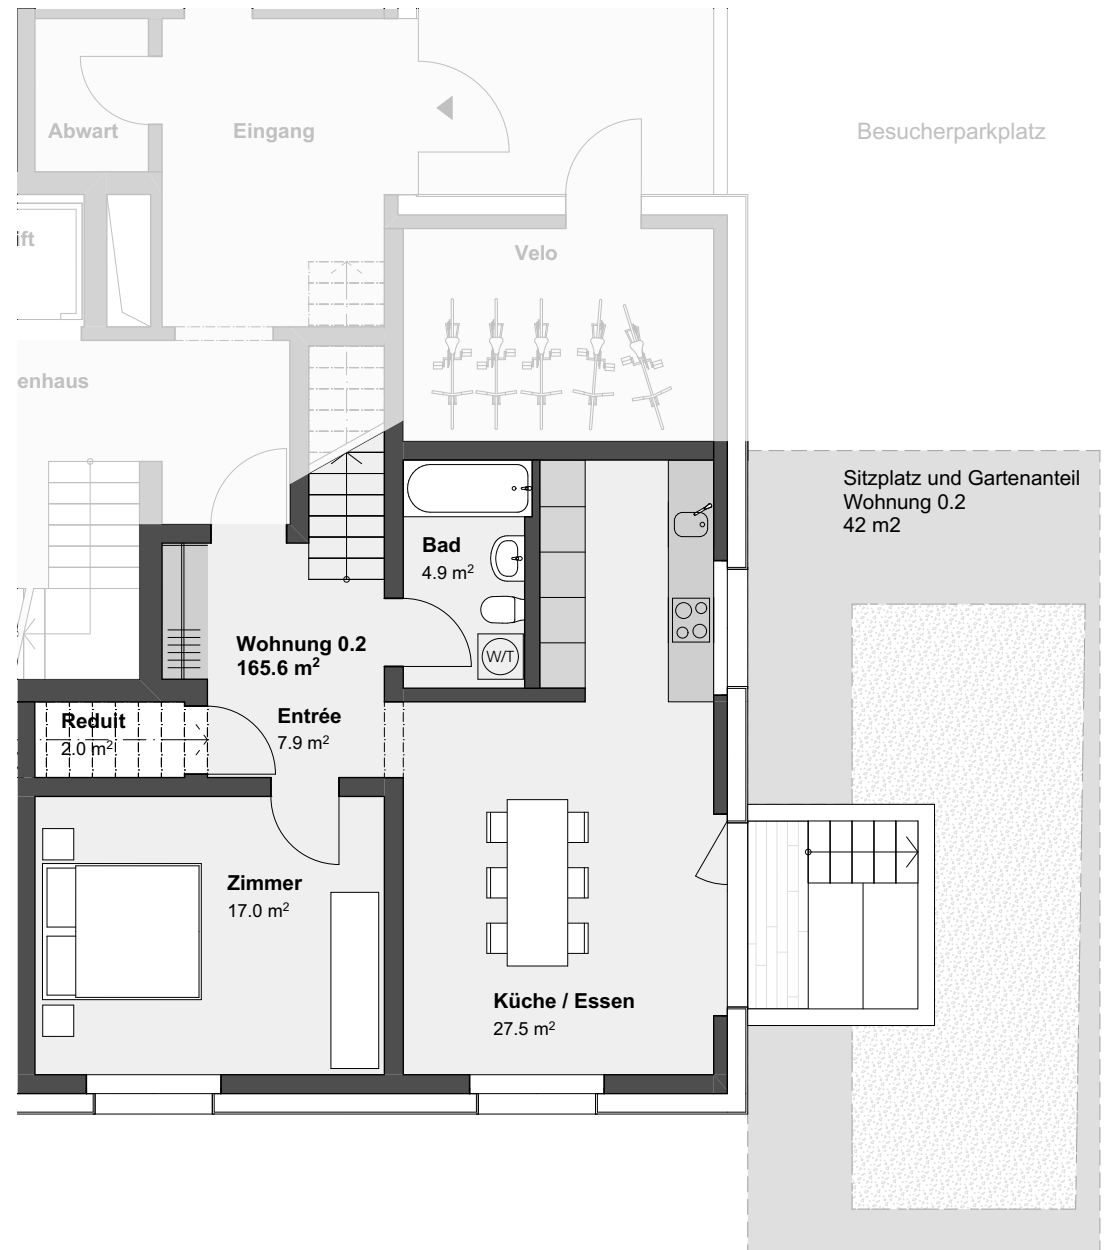 Abwart
Eingang
Besucherparkplatz
ift
Velo
enhaus
Sitzplatz und Gartenanteil
Wohnung 0.2
42 m2
Bad
4.9 m²
Wohnung 0.2
165.6 m²
W/T
Reduit
2.0 m²
Entrée
7.9 m²
Zimmer
17.0 m²
Küche / Essen
27.5 m²